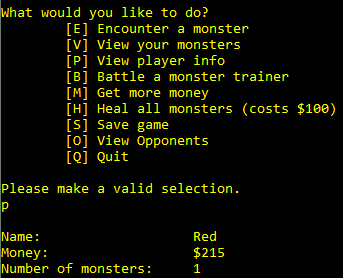 What would you like to do?
[E] Encounter a monster
[V] View your monsters
[P] View player info
[B] Battle a monster trainer
[M] Get more money
[H] Heal all monsters (costs $100)
[S] Save game
[O] View Opponents
[Q] Quit
Please make a valid selection.
p
Name: Red
Money: $215
Number of monsters: 1